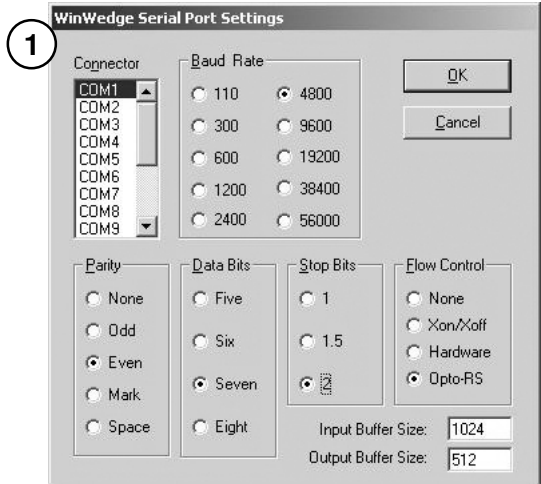 WinWedge Serial Port Settings
1
Connector
COM1
COM2
COM3
COM4
COM5
COM6
COM7
COM8
COM9
Baud Rate
110
300
600
1200
2400
4800
9600
19200
38400
56000
OK
Cancel
Parity
None
Odd
Even
Mark
Space
Data Bits
Five
Six
Seven
Eight
Stop Bits
1
1.5
2
Flow Control
None
Xon/Xoff
Hardware
Opto-RS
Input Buffer Size: 1024
Output Buffer Size: 512